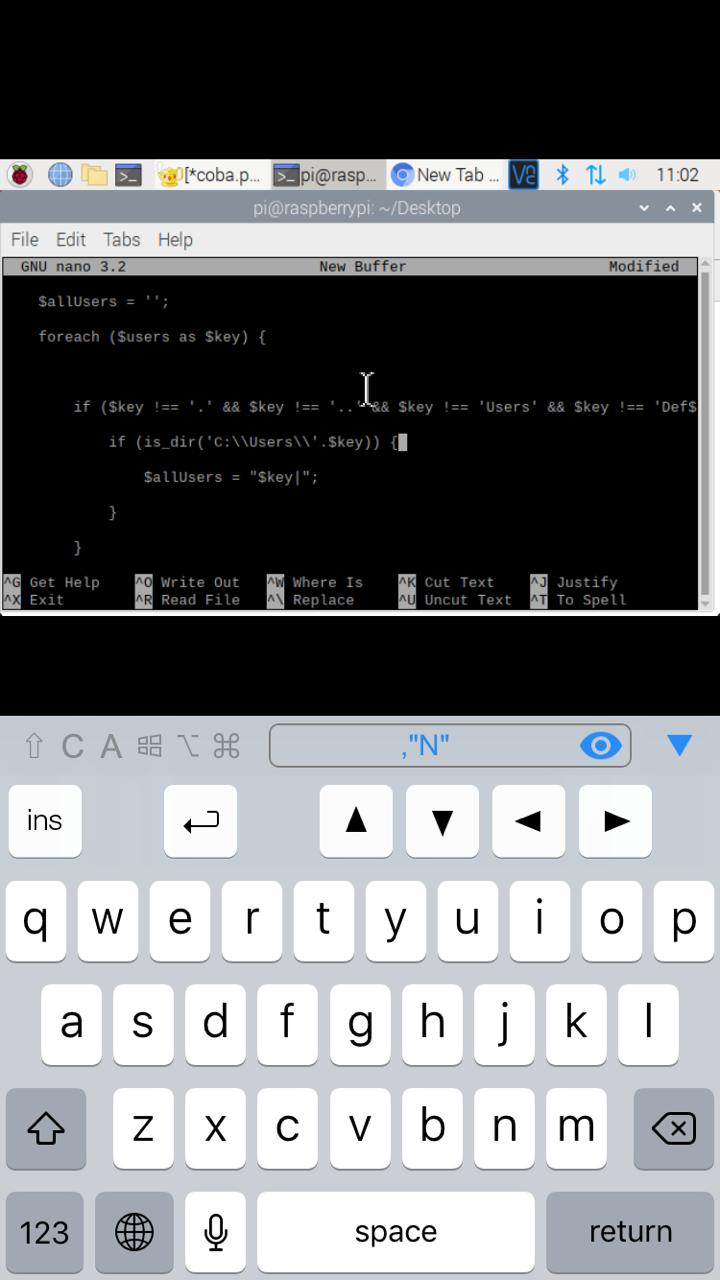 [*coba.p... pi@rasp... New Tab ... 11:02
pi@raspberrypi: ~/Desktop
File Edit Tabs Help
GNU nano 3.2 New Buffer Modified
$allUsers = '';
foreach ($users as $key) {
if ($key !== '.' && $key !== '..' && $key !== 'Users' && $key !== 'Def$
if (is_dir('C:\\Users\\'.$key)) {
$allUsers = "$key|";
}
}
^G Get Help ^O Write Out ^W Where Is ^K Cut Text ^J Justify
^X Exit ^R Read File ^\ Replace ^U Uncut Text ^T To Spell
C A ,"N"
ins
q w e r t y u i o p
a s d f g h j k l
z x c v b n m
123 space return